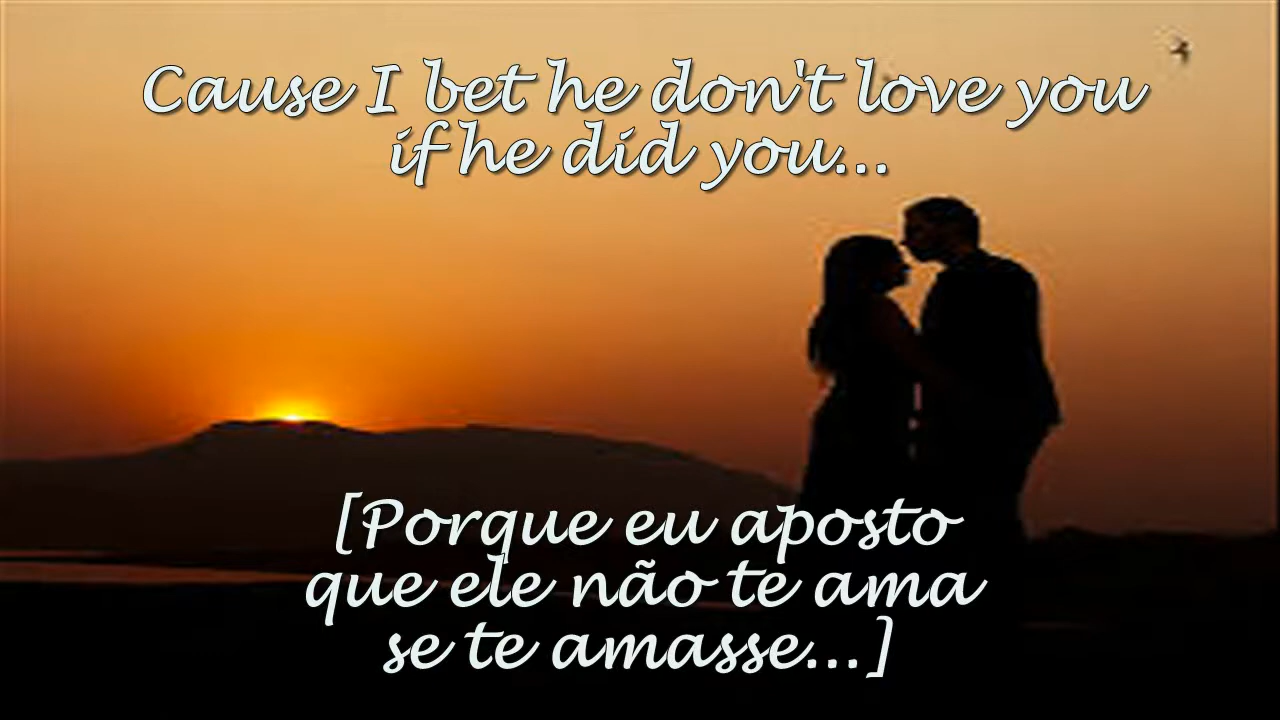 Cause I bet he don't love you
if he did you...
[Porque eu aposto
que ele não te ama
se te amasse...]